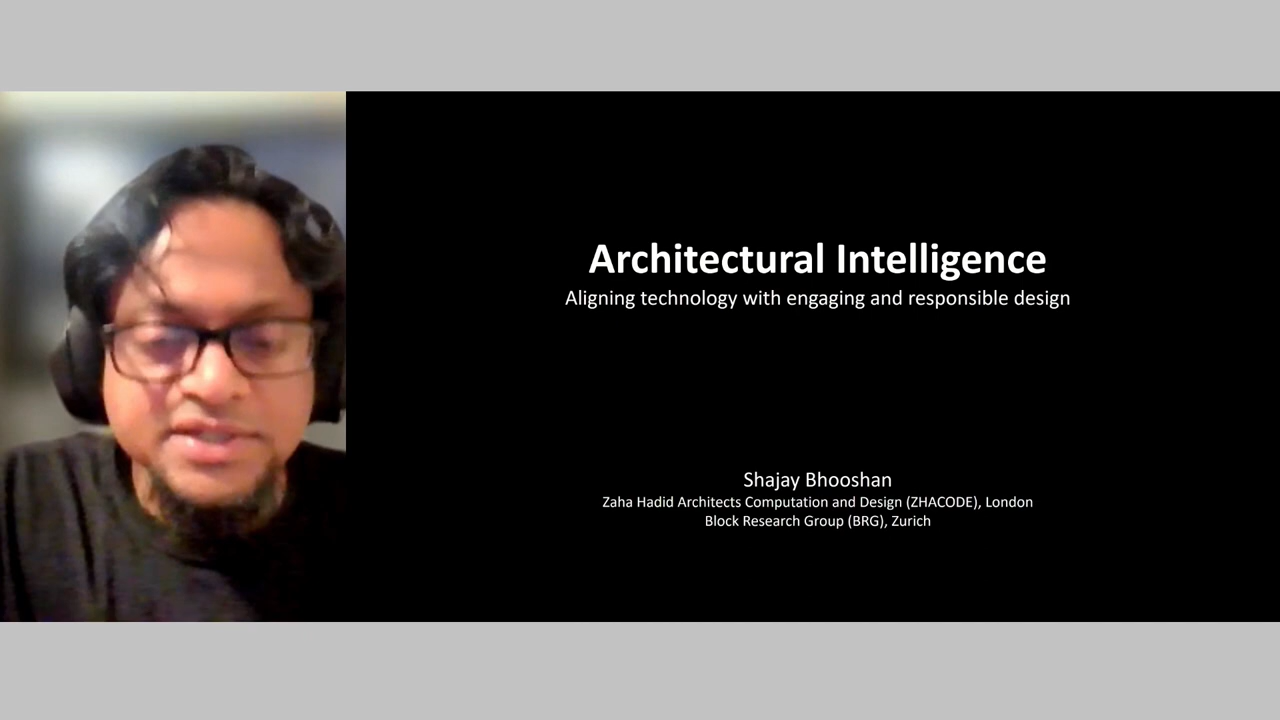 Architectural Intelligence
Aligning technology with engaging and responsible design
Shajay Bhooshan
Zaha Hadid Architects Computation and Design (ZHACODE), London
Block Research Group (BRG), Zurich